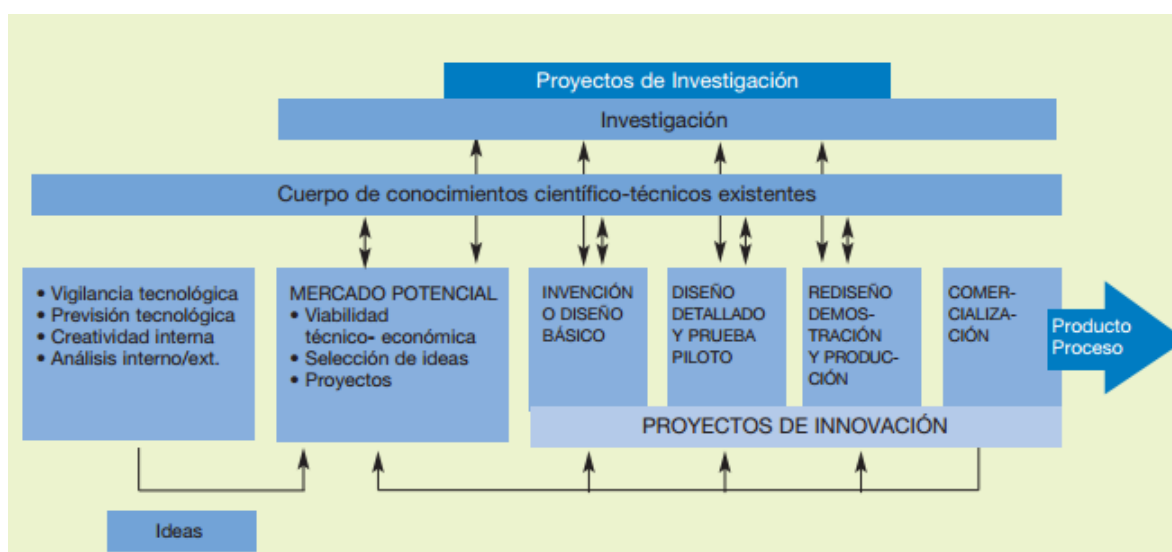 Proyectos de Investigación
Investigación
Cuerpo de conocimientos científico-técnicos existentes
• Vigilancia tecnológica
• Previsión tecnológica
• Creatividad interna
• Análisis interno/ext.
MERCADO POTENCIAL
• Viabilidad
técnico- económica
• Selección de ideas
• Proyectos
INVENCIÓN
O DISEÑO
BÁSICO
DISEÑO
DETALLADO
Y PRUEBA
PILOTO
REDISEÑO
DEMOS-
TRACIÓN
Y PRODUC-
CIÓN
COMER-
CIALIZA-
CIÓN
Producto
Proceso
PROYECTOS DE INNOVACIÓN
Ideas